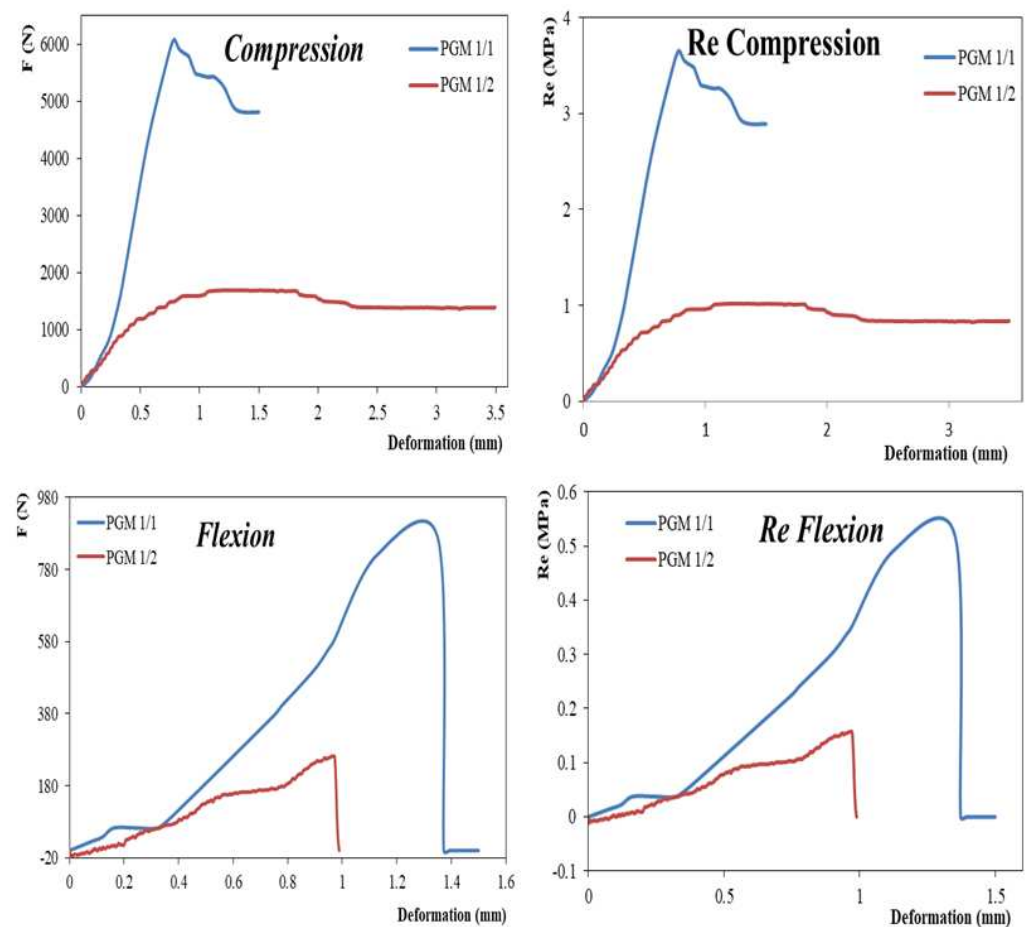 Compression
F (N)
PGM 1/1
PGM 1/2
6000
5000
4000
3000
2000
1000
0
0 0.5 1 1.5 2 2.5 3 3.5
Deformation (mm)
Re Compression
Re (MPa)
PGM 1/1
PGM 1/2
4
3
2
1
0
0 1 2 3
Deformation (mm)
Flexion
F (N)
PGM 1/1
PGM 1/2
980
780
580
380
180
-20
0 0.2 0.4 0.6 0.8 1 1.2 1.4 1.6
Deformation (mm)
Re Flexion
Re (MPa)
PGM 1/1
PGM 1/2
0.6
0.5
0.4
0.3
0.2
0.1
0
-0.1
0 0.5 1 1.5
Deformation (mm)